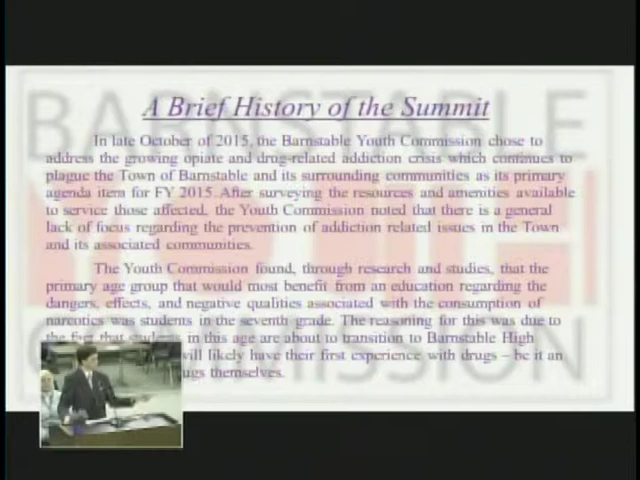 A Brief History of the Summit
In late October of 2015, the Barnstable Youth Commission chose to
address the growing opiate and drug-related addiction crisis which continues to
plague the Town of Barnstable and its surrounding communities as its primary
agenda item for FY 2015. After surveying the resources and amenities available
to service those affected, the Youth Commission noted that there is a general
lack of focus regarding the prevention of addiction related issues in the Town
and its associated communities.
The Youth Commission found, through research and studies, that the
primary age group that would most benefit from an education regarding the
dangers, effects, and negative qualities associated with the consumption of
narcotics was students in the seventh grade. The reasoning for this was due to
the fact that students in this age are about to transition to Barnstable High
will likely have their first experience with drugs – be it an
ugs themselves.
BARNSTABLE
YOUTH
COMMISSION